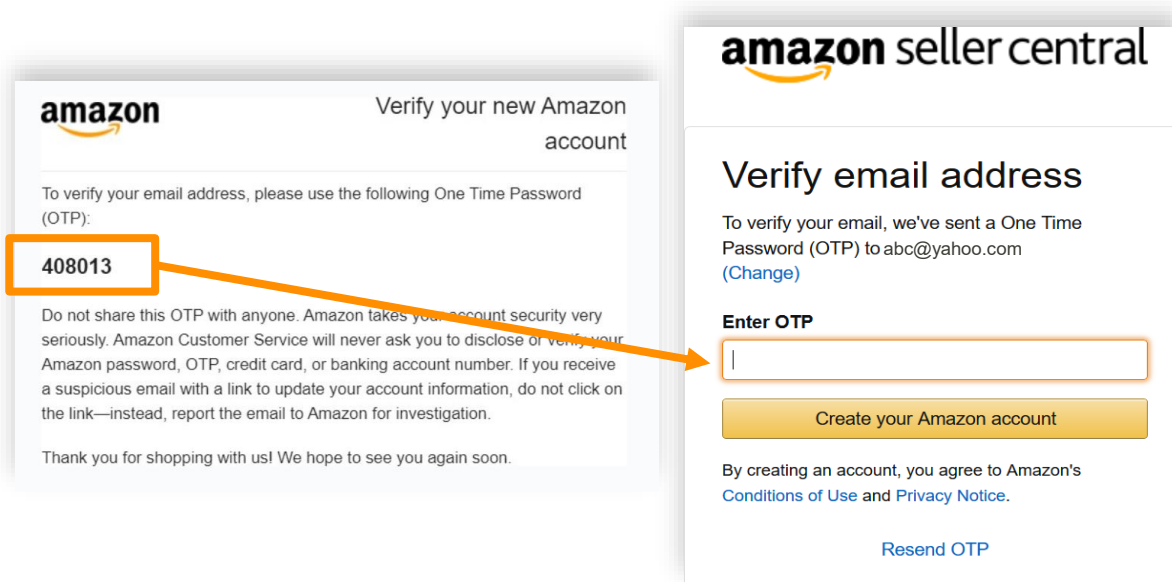 amazon
Verify your new Amazon
account
To verify your email address, please use the following One Time Password
(OTP):
408013
Do not share this OTP with anyone. Amazon takes your account security very
seriously. Amazon Customer Service will never ask you to disclose or verify your
Amazon password, OTP, credit card, or banking account number. If you receive
a suspicious email with a link to update your account information, do not click on
the link—instead, report the email to Amazon for investigation.
Thank you for shopping with us! We hope to see you again soon.
amazon seller central
Verify email address
To verify your email, we've sent a One Time
Password (OTP) to abc@yahoo.com
(Change)
Enter OTP
Create your Amazon account
By creating an account, you agree to Amazon's
Conditions of Use and Privacy Notice.
Resend OTP